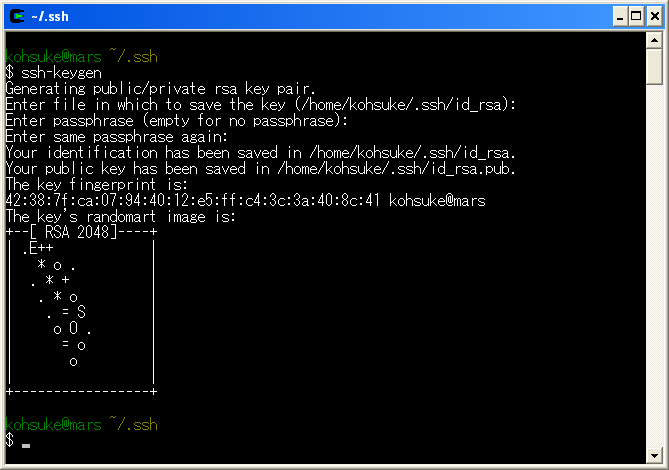 ~/.ssh
kohsuke@mars ~/.ssh
$ ssh-keygen
Generating public/private rsa key pair.
Enter file in which to save the key (/home/kohsuke/.ssh/id_rsa):
Enter passphrase (empty for no passphrase):
Enter same passphrase again:
Your identification has been saved in /home/kohsuke/.ssh/id_rsa.
Your public key has been saved in /home/kohsuke/.ssh/id_rsa.pub.
The key fingerprint is:
42:38:7f:ca:07:94:40:12:e5:ff:c4:3c:3a:40:8c:41 kohsuke@mars
The key's randomart image is:
+--[ RSA 2048]----+
| .E++            |
|   * o .         |
|  . * +          |
|   . * o         |
|    . = S        |
|     o O .       |
|      = o        |
|       o         |
|                 |
+-----------------+
kohsuke@mars ~/.ssh
$